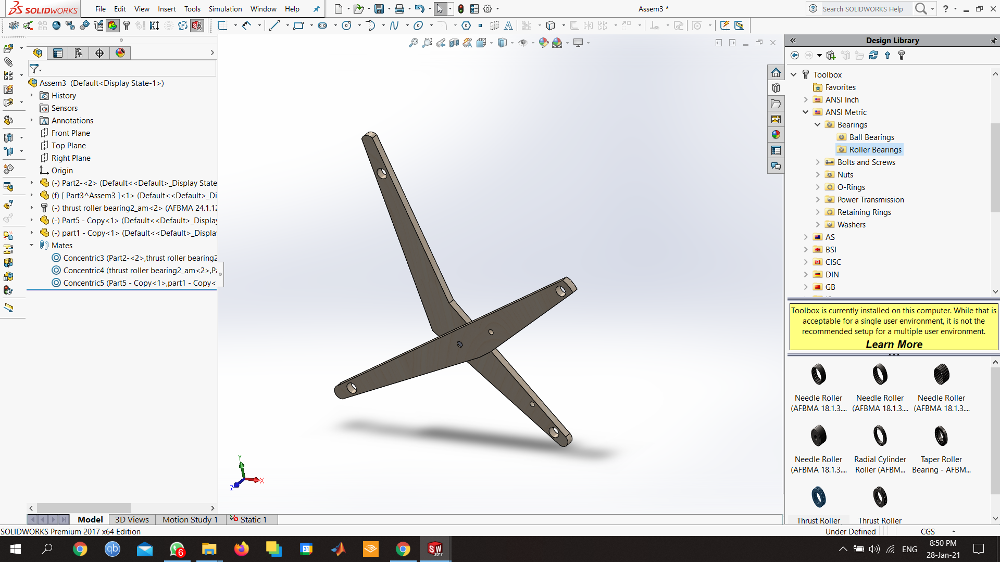 SOLIDWORKS
File Edit View Insert Tools Simulation Window Help
Assem3 *
Search SOLIDWORKS Help
Design Library
Assem3 (Default<Display State-1>)
History
Sensors
Annotations
Front Plane
Top Plane
Right Plane
Origin
(-) Part2-<2> (Default<<Default>_Display State
(f) [ Part3^Assem3 ]<1> (Default<<Default>_Di
(-) thrust roller bearing2_am<2> (AFBMA 24.1.12
(-) Part5 - Copy<1> (Default<<Default>_Display
(-) part1 - Copy<1> (Default<<Default>_Display
Mates
Concentric3 (Part2-<2>,thrust roller bearing2
Concentric4 (thrust roller bearing2_am<2>,Pa
Concentric5 (Part5 - Copy<1>,part1 - Copy<
Y
X
Z
Toolbox
Favorites
ANSI Inch
ANSI Metric
Bearings
Ball Bearings
Roller Bearings
Bolts and Screws
Nuts
O-Rings
Power Transmission
Retaining Rings
Washers
AS
BSI
CISC
DIN
GB
Toolbox is currently installed on this computer. While that is
acceptable for a single user environment, it is not the
recommended setup for a multiple user environment.
Learn More
Needle Roller Needle Roller Needle Roller
(AFBMA 18.1.3.... (AFBMA 18.1.3.... (AFBMA 18.1.3....
Needle Roller Radial Cylinder Taper Roller
(AFBMA 18.1.3.... Roller (AFBM... Bearing - AFBM...
Thrust Roller Thrust Roller
Model 3D Views Motion Study 1 Static 1
SOLIDWORKS Premium 2017 x64 Edition
Under Defined CGS
qb
6
31
SW
2017
ENG
8:50 PM
28-Jan-21